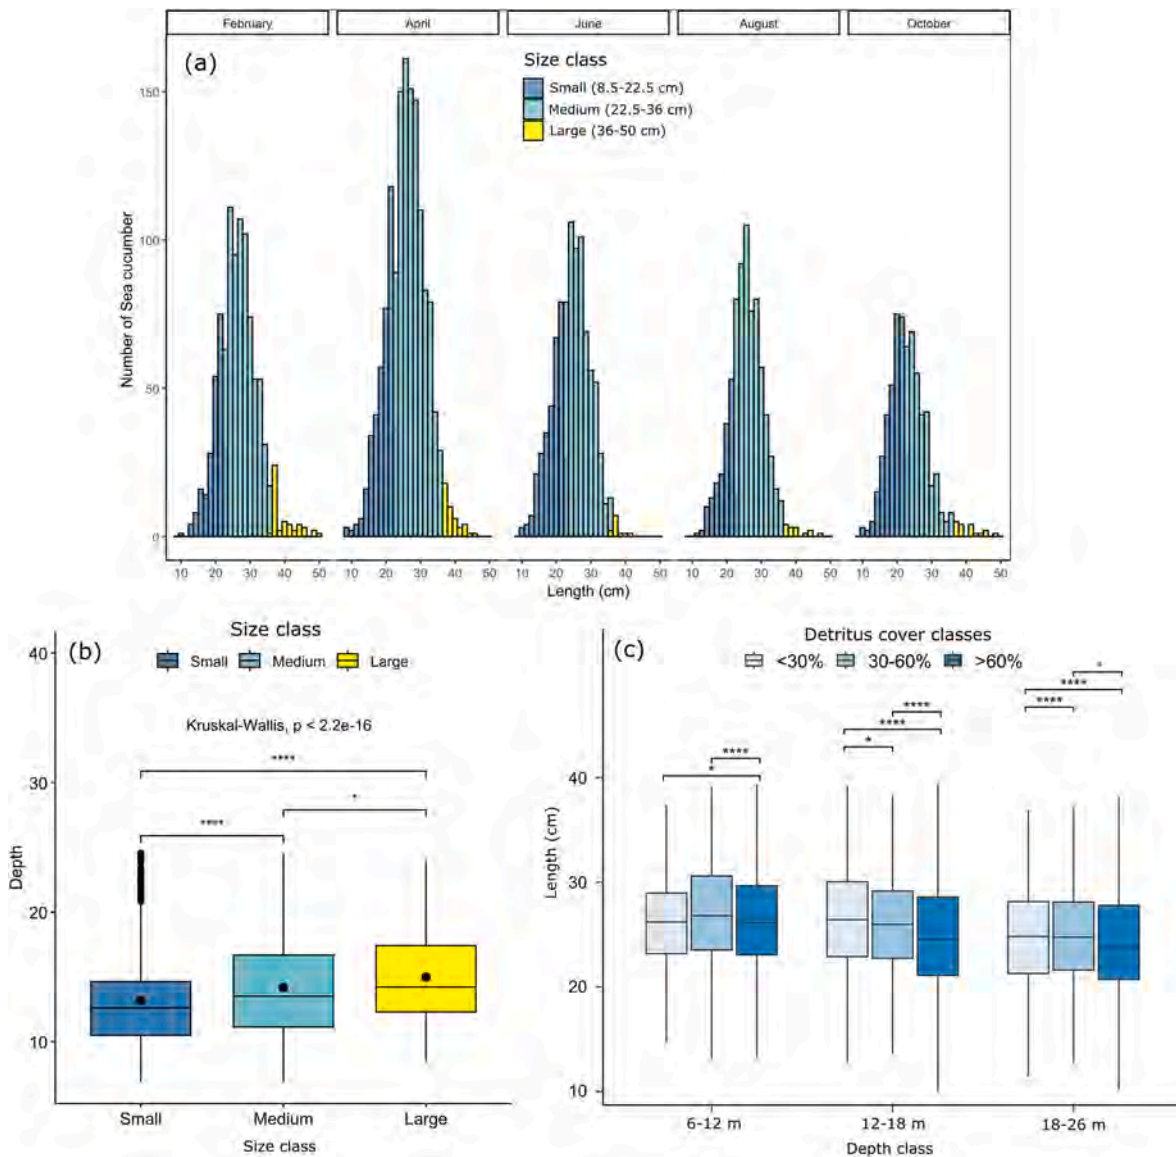 February April June August October
(a)
Size class
Small (8.5-22.5 cm)
Medium (22.5-36 cm)
Large (36-50 cm)
Number of Sea cucumber
150
100
50
0
10 20 30 40 50 10 20 30 40 50 10 20 30 40 50 10 20 30 40 50 10 20 30 40 50
Length (cm)
(b)
Size class
Small Medium Large
Kruskal-Wallis, p < 2.2e-16
****
*
****
Depth
40
30
20
10
Small Medium Large
Size class
(c)
Detritus cover classes
<30% 30-60% >60%
*
****
****
****
****
*
****
*
Length (cm)
40
30
20
10
6-12 m 12-18 m 18-26 m
Depth class